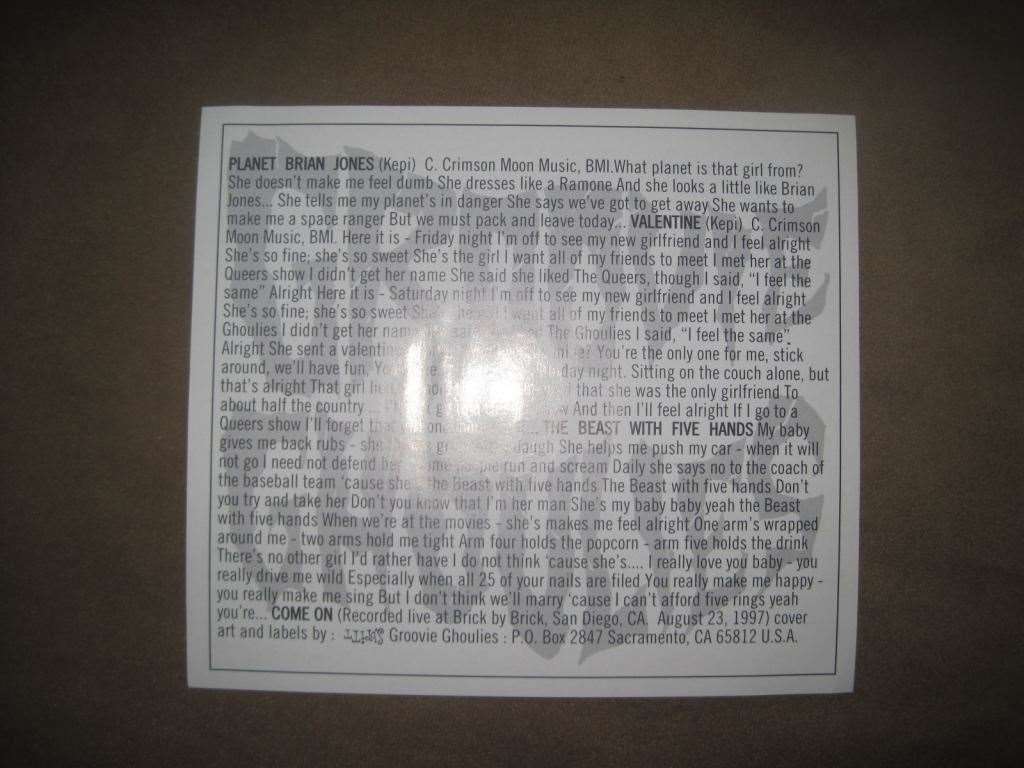 PLANET BRIAN JONES (Kepi) C. Crimson Moon Music, BMI.What planet is that girl from?
She doesn't make me feel dumb She dresses like a Ramone And she looks a little like Brian
Jones... She tells me my planet's in danger She says we've got to get away She wants to
make me a space ranger But we must pack and leave today... VALENTINE (Kepi) C. Crimson
Moon Music, BMI. Here it is - Friday night I'm off to see my new girlfriend and I feel alright
She's so fine; she's so sweet She's the girl I want all of my friends to meet I met her at the
Queers show I didn't get her name She said she liked The Queers, though I said, "I feel the
same" Alright Here it is - Saturday night I'm off to see my new girlfriend and I feel alright
She's so fine; she's so sweet She's the girl I want all of my friends to meet I met her at the
Ghoulies I didn't get her name The Ghoulies I said, "I feel the same".
Alright She sent a valentine You're the only one for me, stick
around, we'll have fun. night. Sitting on the couch alone, but
that's alright That girl that she was the only girlfriend To
about half the country ... And then I'll feel alright If I go to a
Queers show I'll forget ... THE BEAST WITH FIVE HANDS My baby
gives me back rubs - laugh She helps me push my car - when it will
not go I need not defend her people run and scream Daily she says no to the coach of
the baseball team 'cause she's the Beast with five hands The Beast with five hands Don't
you try and take her Don't you know that I'm her man She's my baby baby yeah the Beast
with five hands When we're at the movies - she's makes me feel alright One arm's wrapped
around me - two arms hold me tight Arm four holds the popcorn - arm five holds the drink
There's no other girl I'd rather have I do not think 'cause she's.... I really love you baby - you
really drive me wild Especially when all 25 of your nails are filed You really make me happy -
you really make me sing But I don't think we'll marry 'cause I can't afford five rings yeah
you're... COME ON (Recorded live at Brick by Brick, San Diego, CA. August 23, 1997) cover
art and labels by : Groovie Ghoulies : P.O. Box 2847 Sacramento, CA 65812 U.S.A.